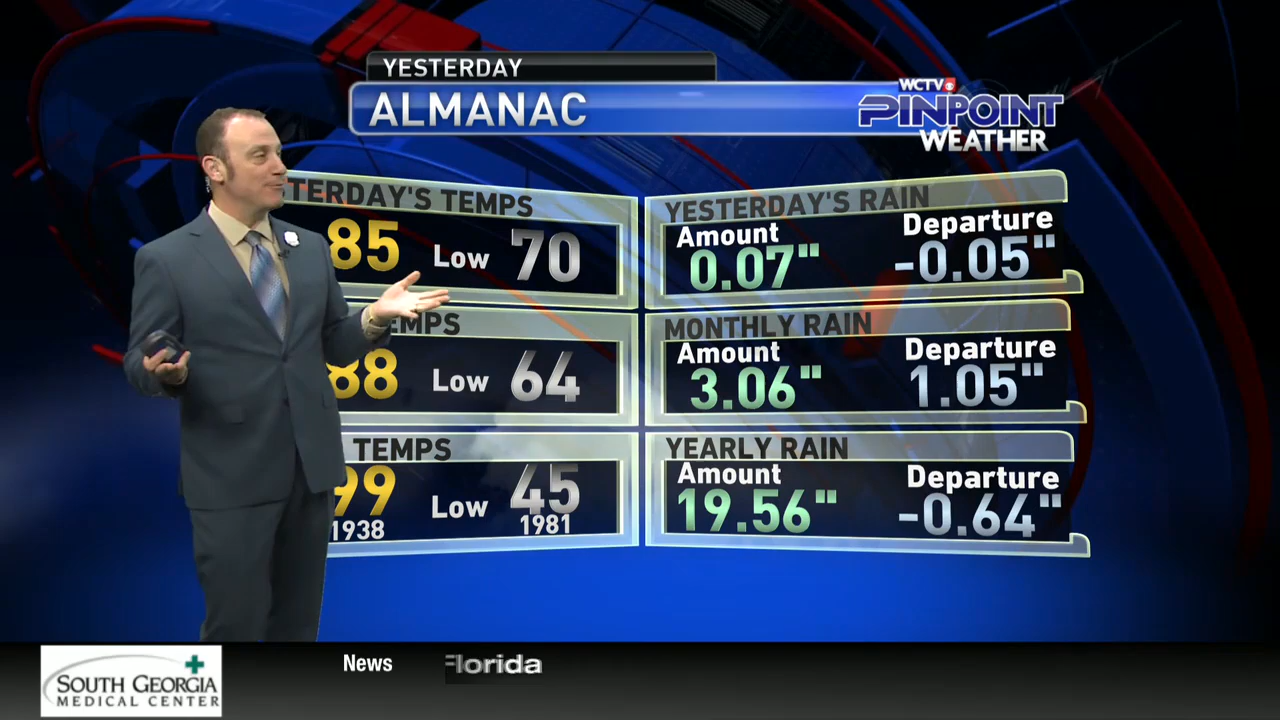 YESTERDAY
ALMANAC
WCTV
PINPOINT
WEATHER
TERDAY'S TEMPS
85 Low 70
EMPS
88 Low 64
TEMPS
99 Low 45
1938 1981
YESTERDAY'S RAIN
Amount Departure
0.07" -0.05"
MONTHLY RAIN
Amount Departure
3.06" 1.05"
YEARLY RAIN
Amount Departure
19.56" -0.64"
SOUTH GEORGIA
MEDICAL CENTER
News Florida